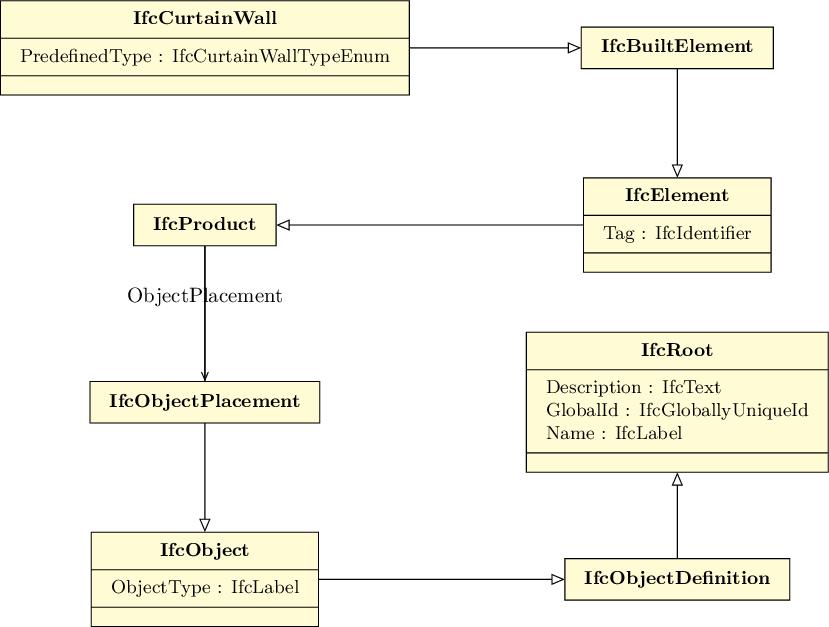 IfcCurtainWall
PredefinedType : IfcCurtainWallTypeEnum
IfcBuiltElement
IfcElement
Tag : IfcIdentifier
IfcProduct
ObjectPlacement
IfcObjectPlacement
IfcRoot
Description : IfcText
GlobalId : IfcGloballyUniqueId
Name : IfcLabel
IfcObject
ObjectType : IfcLabel
IfcObjectDefinition